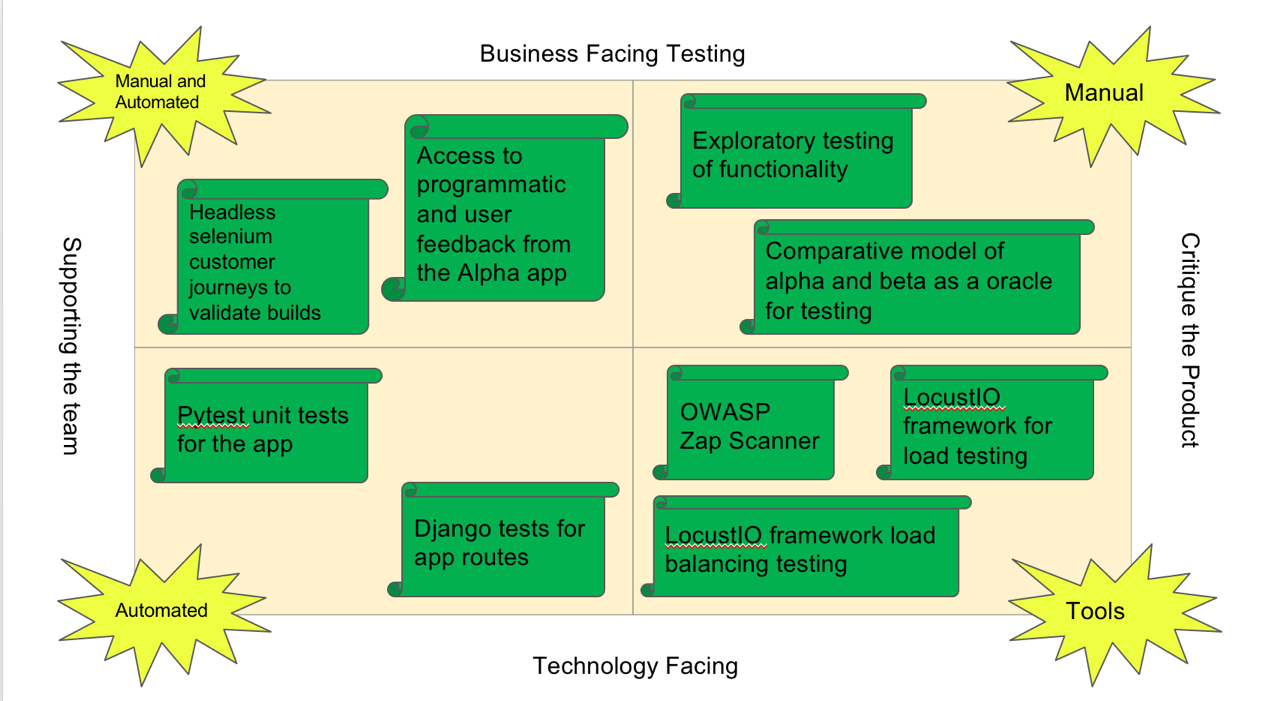 Business Facing Testing
Manual and
Automated
Manual
Headless
selenium
customer
journeys to
validate builds
Access to
programmatic
and user
feedback from
the Alpha app
Exploratory testing
of functionality
Comparative model of
alpha and beta as a oracle
for testing
Supporting the team
Critique the Product
Pytest unit tests
for the app
Django tests for
app routes
OWASP
Zap Scanner
LocustIO
framework for
load testing
LocustIO framework load
balancing testing
Automated
Tools
Technology Facing